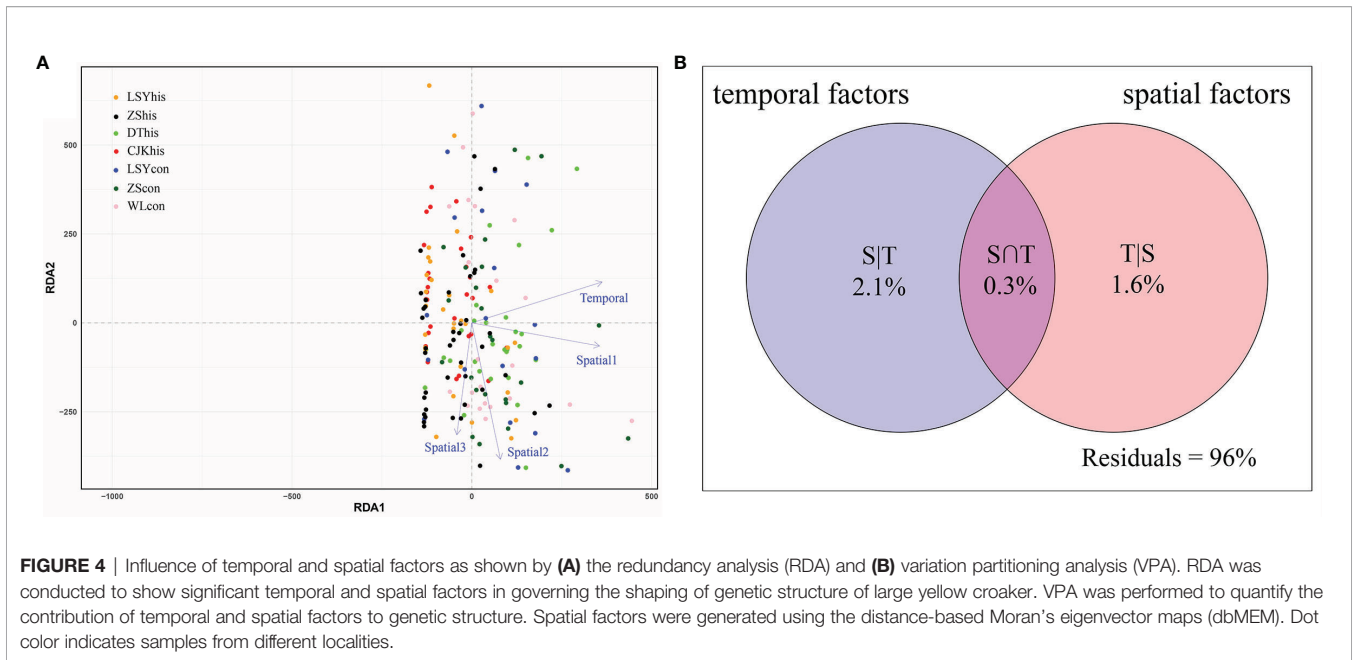 A
LSYhis
ZShis
DThis
CJKhis
LSYcon
ZScon
WLcon
500
250
0
−250
RDA2
Temporal
Spatial1
Spatial3
Spatial2
−1000
−500
0
500
RDA1
B
temporal factors
spatial factors
S|T
2.1%
S∩T
0.3%
T|S
1.6%
Residuals = 96%
FIGURE 4 | Influence of temporal and spatial factors as shown by (A) the redundancy analysis (RDA) and (B) variation partitioning analysis (VPA). RDA was
conducted to show significant temporal and spatial factors in governing the shaping of genetic structure of large yellow croaker. VPA was performed to quantify the
contribution of temporal and spatial factors to genetic structure. Spatial factors were generated using the distance-based Moran’s eigenvector maps (dbMEM). Dot
color indicates samples from different localities.